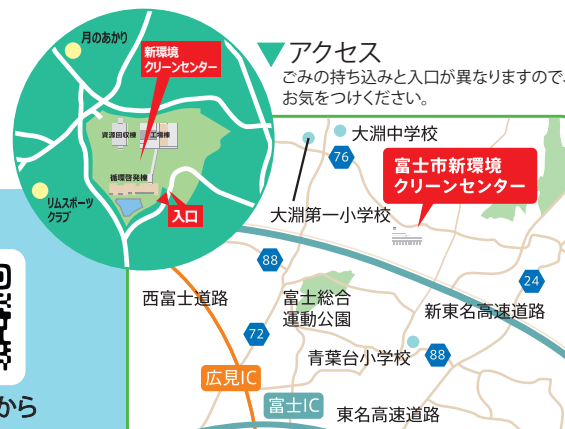 月のあかり
新環境
クリーンセンター
資源回収棟
工場棟
循環啓発棟
リムスポーツ
クラブ
入口
アクセス
ごみの持ち込みと入口が異なりますので、
お気をつけください。
大淵中学校
76
富士市新環境
クリーンセンター
大淵第一小学校
88
24
西富士道路
富士総合
運動公園
新東名高速道路
72
青葉台小学校
88
広見IC
富士IC
東名高速道路
から